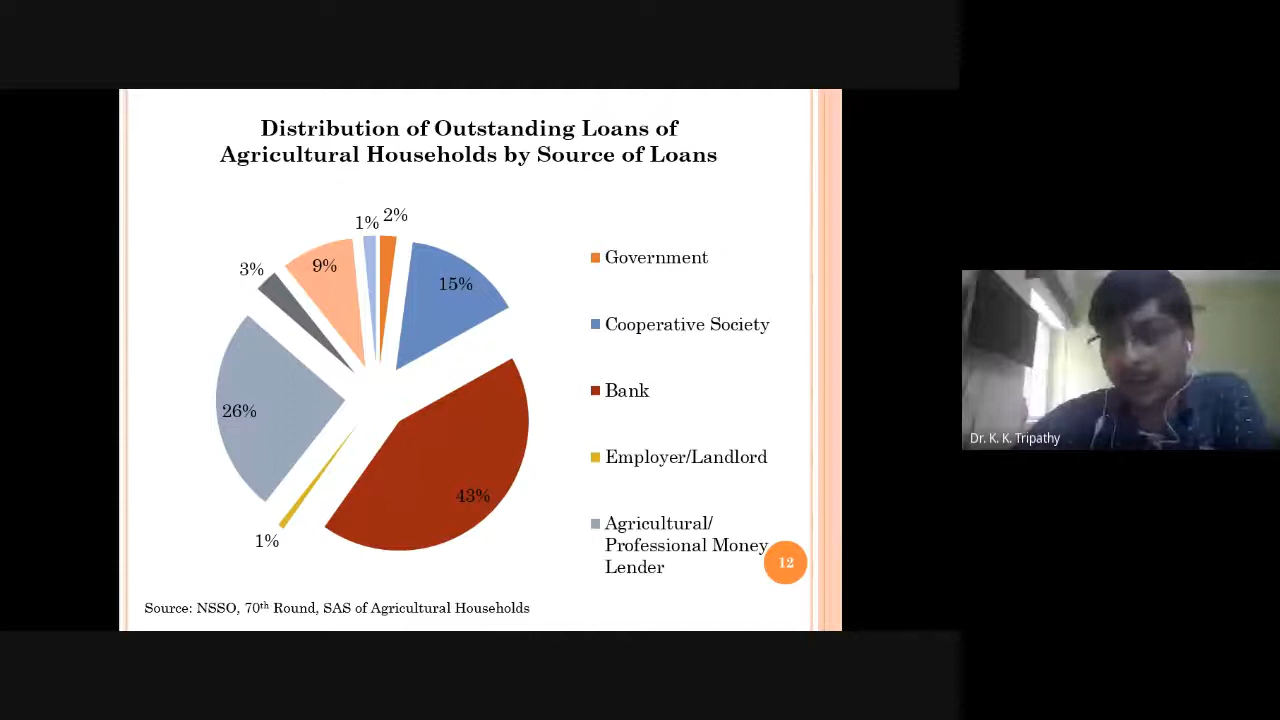 Distribution of Outstanding Loans of
Agricultural Households by Source of Loans
1%
2%
3%
9%
15%
26%
43%
1%
Government
Cooperative Society
Bank
Employer/Landlord
Agricultural/
Professional Money
Lender
12
Source: NSSO, 70th Round, SAS of Agricultural Households
Dr. K. K. Tripathy